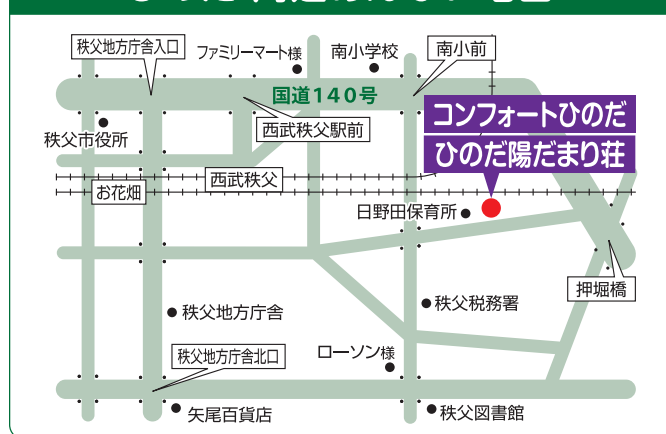 秩父地方庁舎入口
ファミリーマート様
南小学校
南小前
国道140号
コンフォートひのだ
ひのだ陽だまり荘
秩父市役所
西武秩父駅前
西武秩父
お花畑
日野田保育所
押堀橋
秩父地方庁舎
秩父税務署
秩父地方庁舎北口
ローソン様
矢尾百貨店
秩父図書館